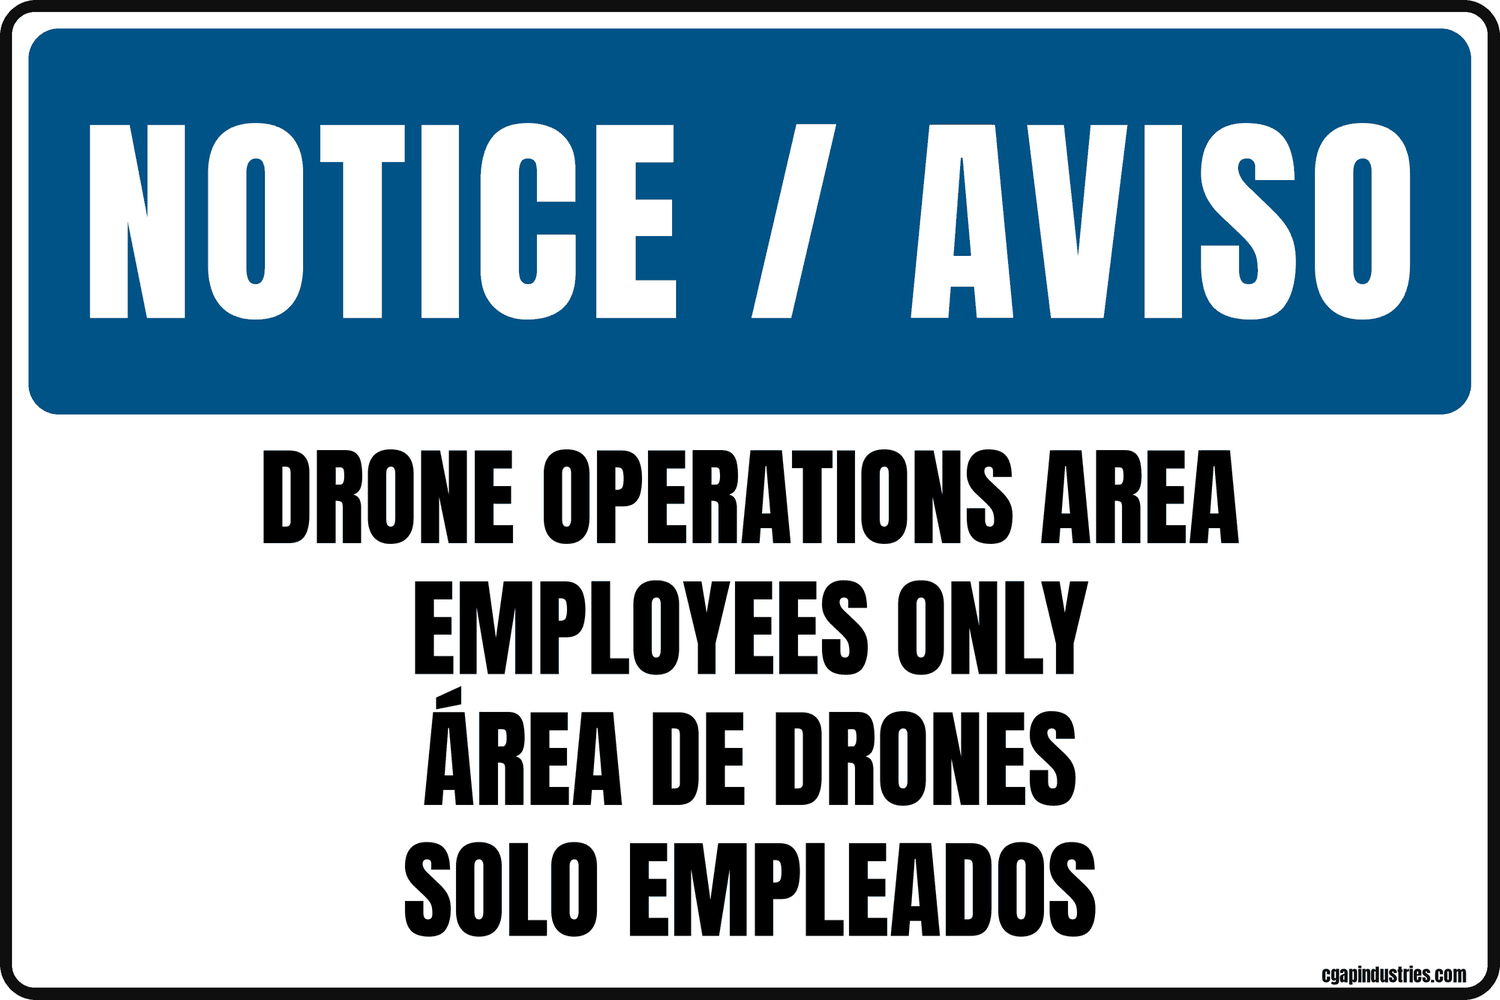 NOTICE / AVISO
DRONE OPERATIONS AREA
EMPLOYEES ONLY
ÁREA DE DRONES
SOLO EMPLEADOS
cgapindustries.com